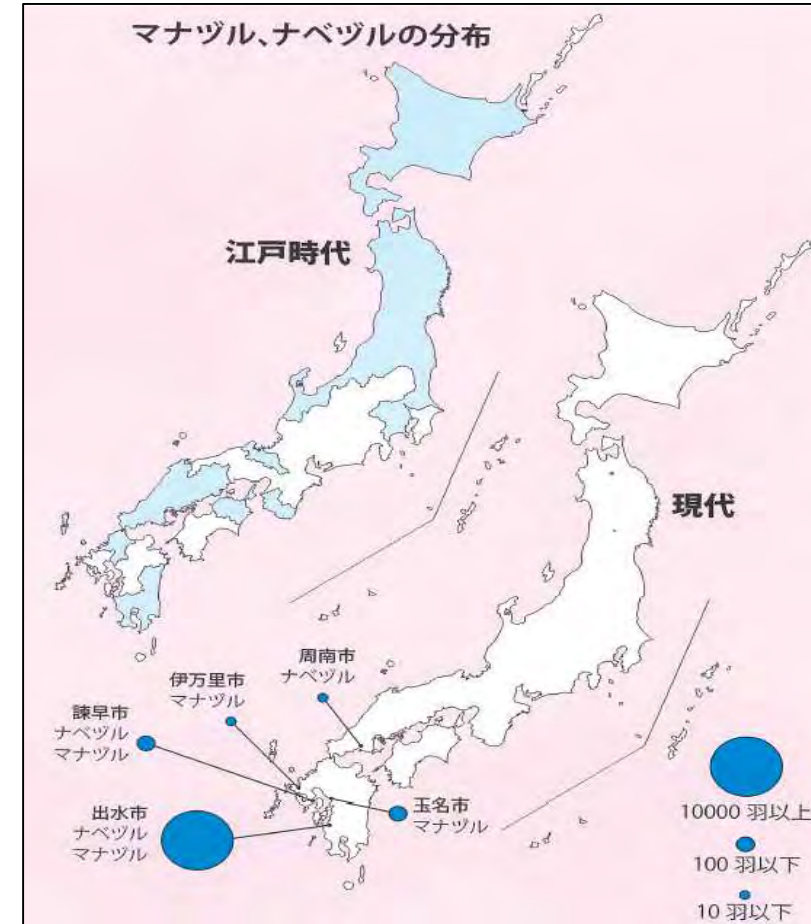 マナヅル、ナベヅルの分布
江戸時代
現代
周南市
ナベヅル
伊万里市
マナヅル
諫早市
ナベヅル
マナヅル
出水市
ナベヅル
マナヅル
玉名市
マナヅル
10000 羽以上
100 羽以下
10 羽以下